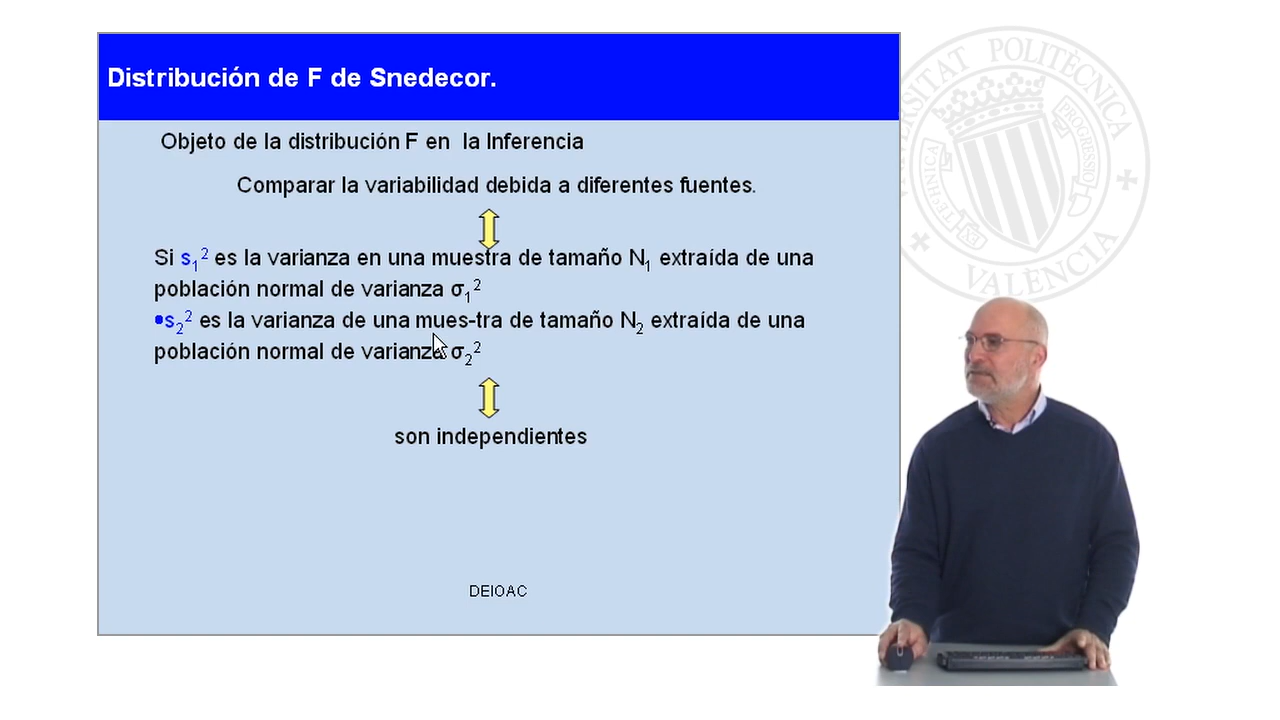 Distribución de F de Snedecor.
Objeto de la distribución F en la Inferencia
Comparar la variabilidad debida a diferentes fuentes.
Si s₁² es la varianza en una muestra de tamaño N₁ extraída de una
población normal de varianza σ₁²
•s₂² es la varianza de una mues-tra de tamaño N₂ extraída de una
población normal de varianza σ₂²
son independientes
DEIOAC
POLITÈCNICA
VALÈNCIA